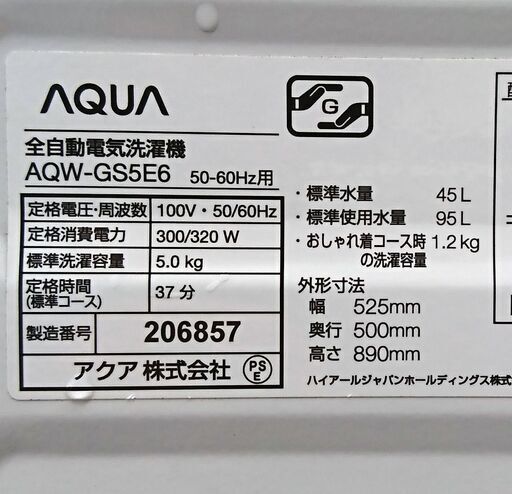 AQUA
G
全自動電気洗濯機
AQW-GS5E6 50-60Hz用
定格電圧・周波数 100V・50/60Hz
定格消費電力 300/320 W
標準洗濯容量 5.0 kg
定格時間 37 分
(標準コース)
製造番号 206857
アクア 株式会社 PS E
・標準水量 45 L
・標準使用水量 95 L
・おしゃれ着コース時 1.2 kg
の洗濯容量
外形寸法
幅 525mm
奥行 500mm
高さ 890mm
ハイアールジャパンホールディングス株式